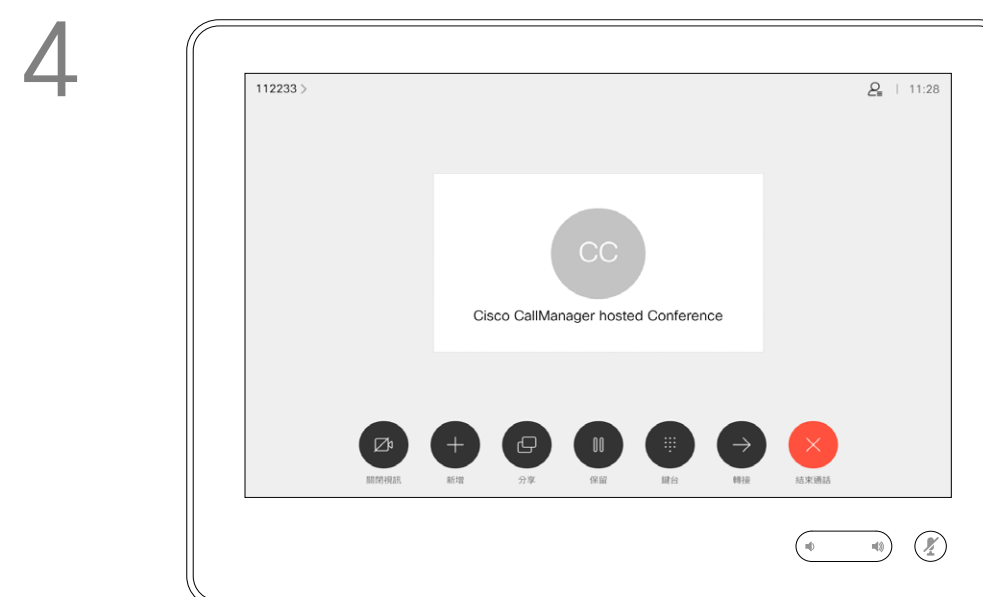 4
112233 >
11:28
CC
Cisco CallManager hosted Conference
關閉視訊 新增 分享 保留 鍵台 轉接 結束通話